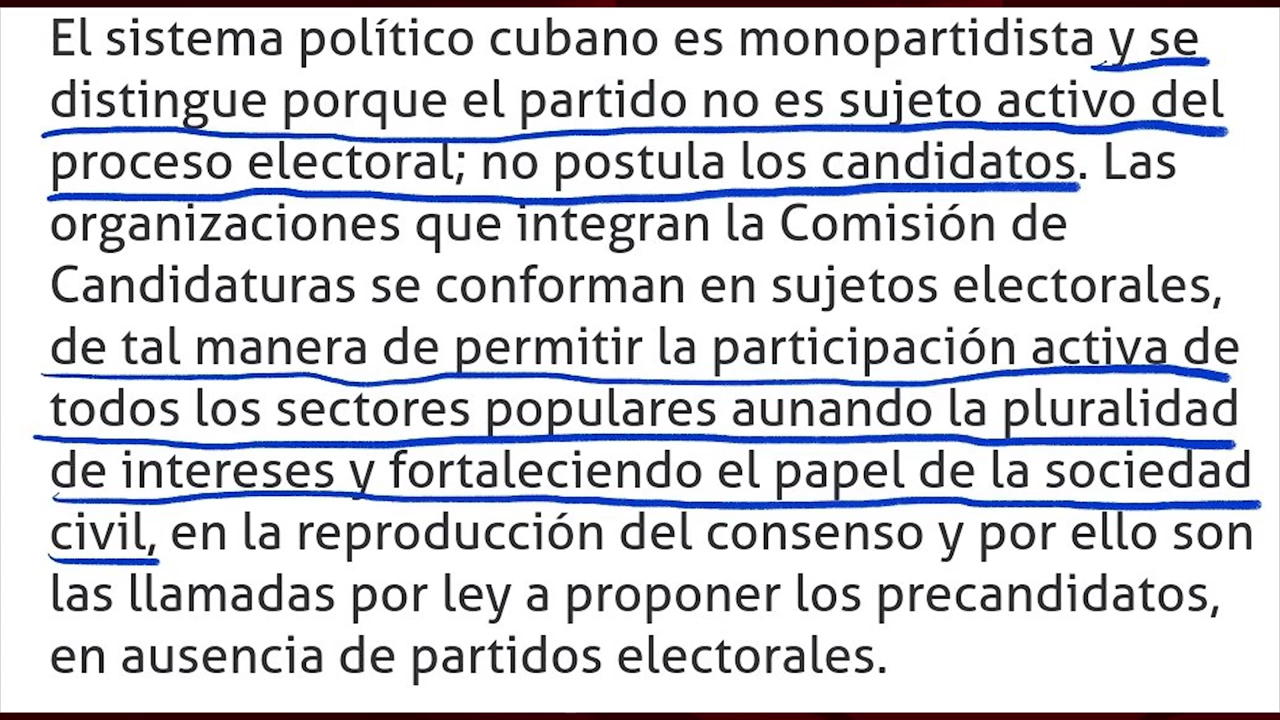 El sistema político cubano es monopartidista y se
distingue porque el partido no es sujeto activo del
proceso electoral; no postula los candidatos. Las
organizaciones que integran la Comisión de
Candidaturas se conforman en sujetos electorales,
de tal manera de permitir la participación activa de
todos los sectores populares aunando la pluralidad
de intereses y fortaleciendo el papel de la sociedad
civil, en la reproducción del consenso y por ello son
las llamadas por ley a proponer los precandidatos,
en ausencia de partidos electorales.